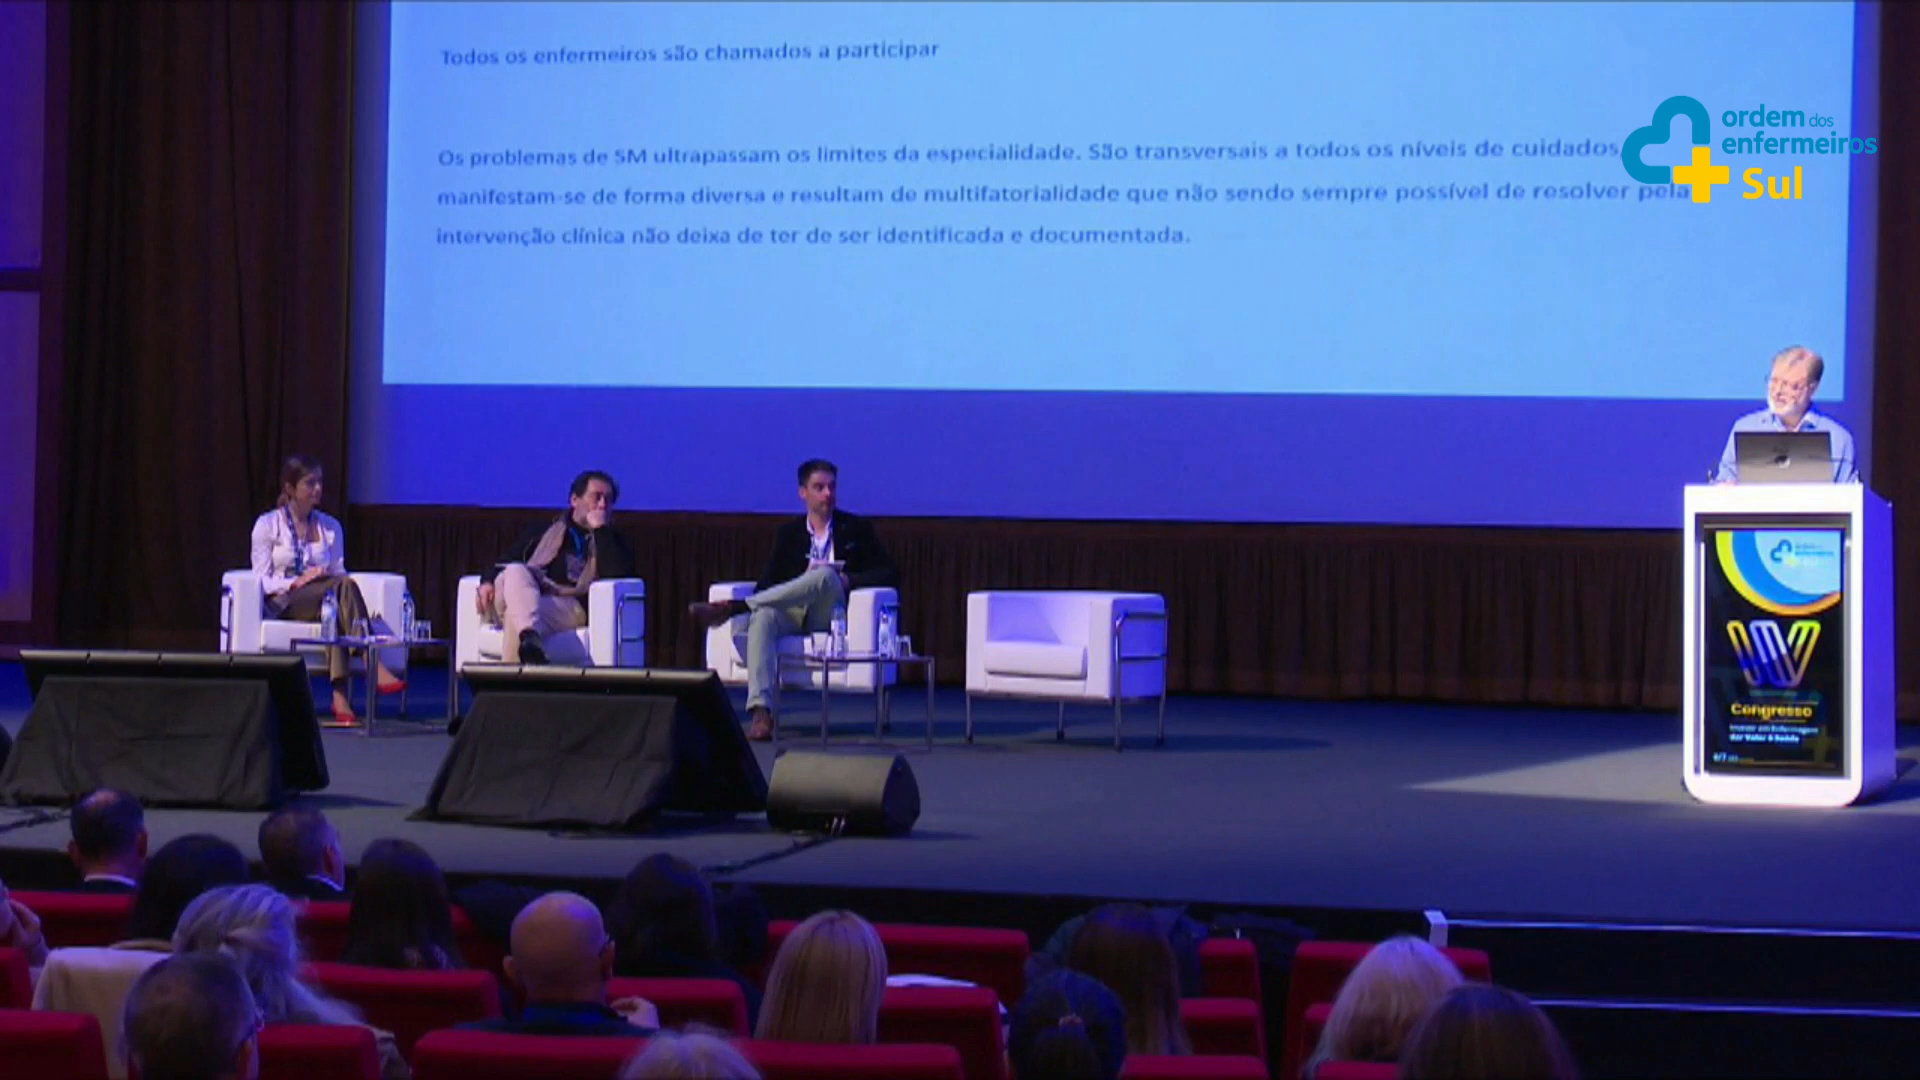 Todos os enfermeiros são chamados a participar
Os problemas de SM ultrapassam os limites da especialidade. São transversais a todos os níveis de cuidados
manifestam-se de forma diversa e resultam de multifatorialidade que não sendo sempre possível de resolver pela
intervenção clínica não deixa de ter de ser identificada e documentada.
ordem dos
enfermeiros
Sul
Congresso